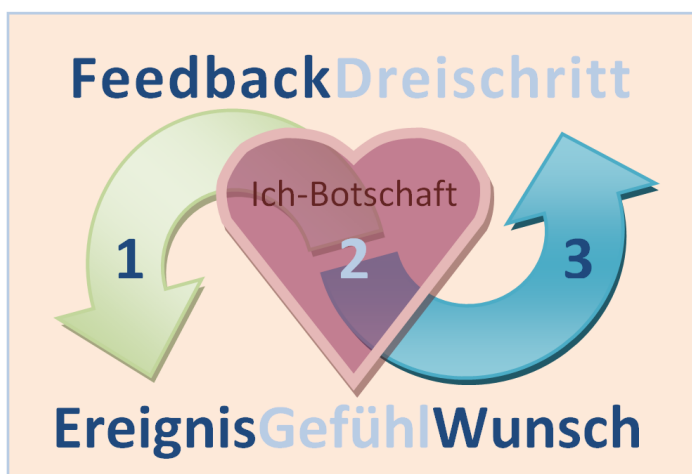 FeedbackDreischritt
Ich-Botschaft
1 2 3
EreignisGefühlWunsch